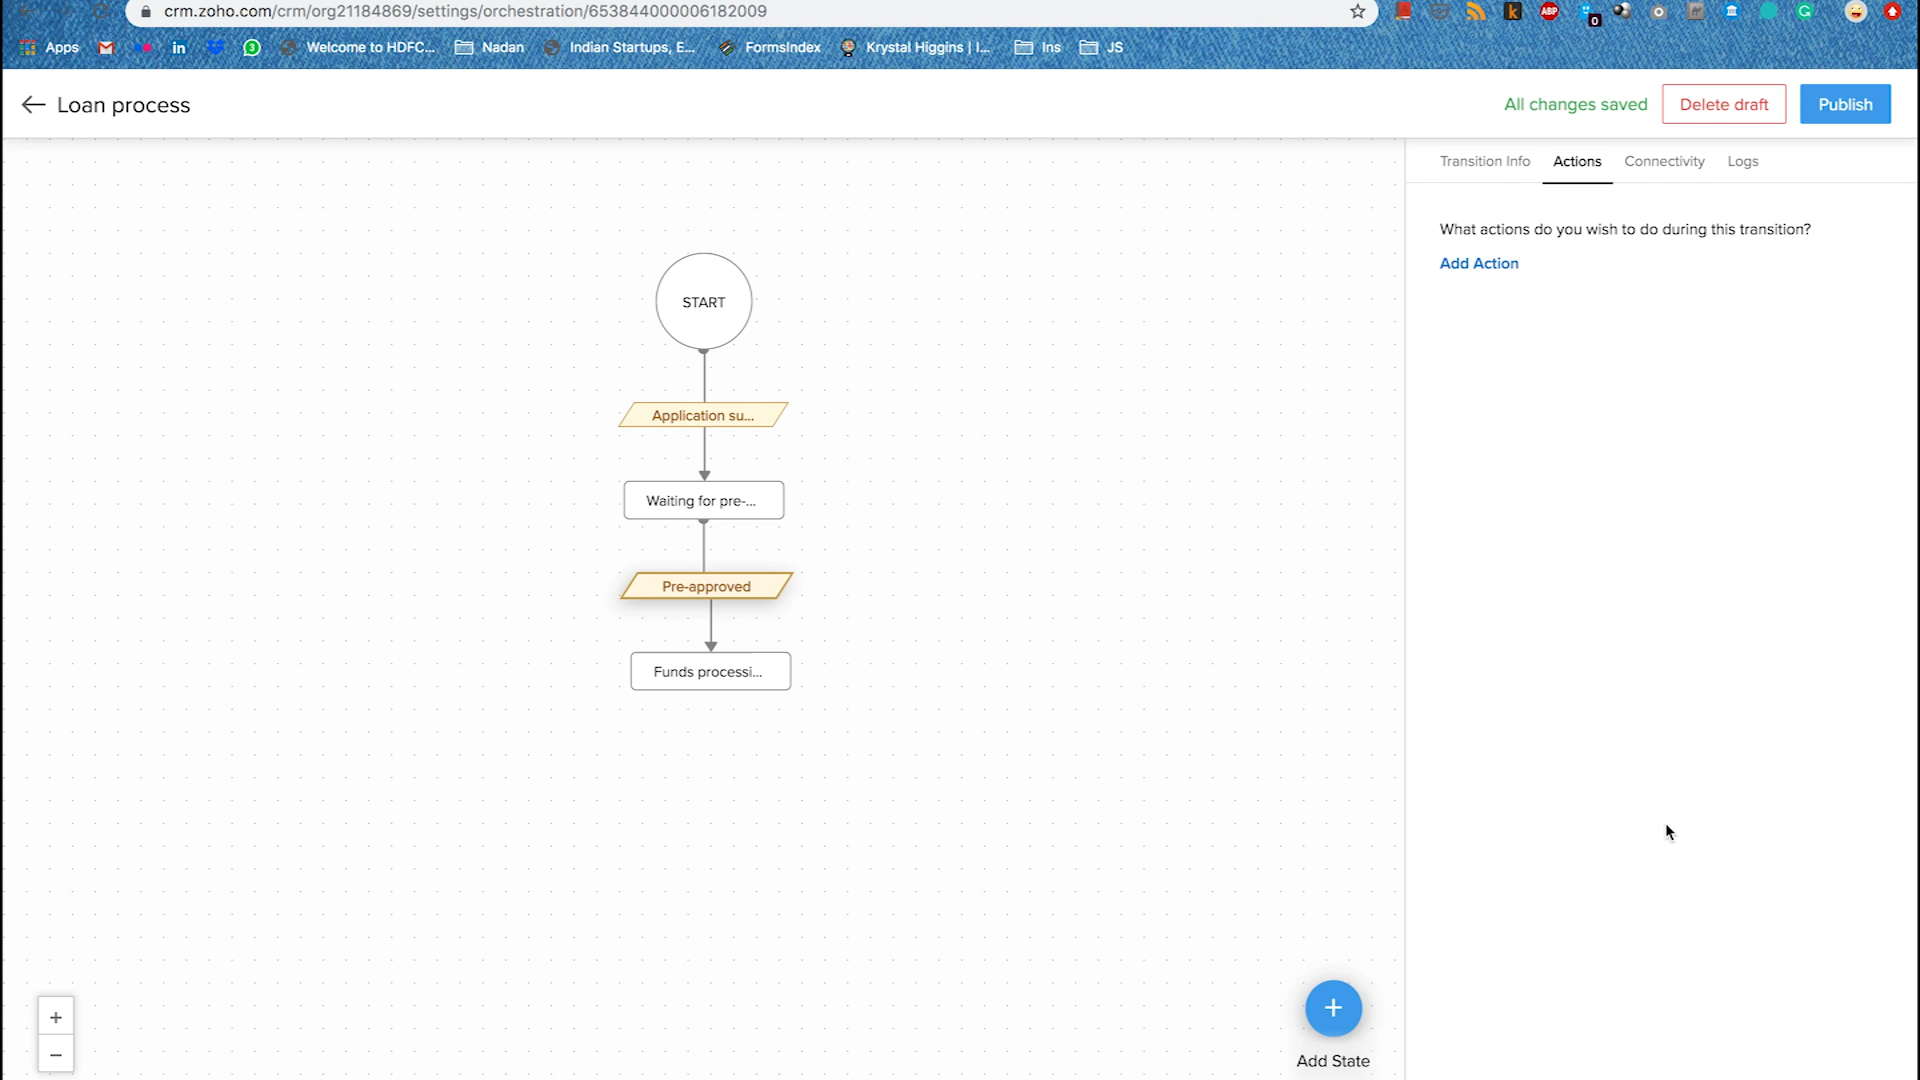 crm.zoho.com/crm/org21184869/settings/orchestration/653844000006182009
ABP
0
Apps
in
3
Welcome to HDFC...
Nadan
Indian Startups, E...
FormsIndex
Krystal Higgins | I...
Ins
JS
Loan process
All changes saved
Delete draft
Publish
Transition Info
Actions
Connectivity
Logs
What actions do you wish to do during this transition?
Add Action
START
Application su...
Waiting for pre-...
Pre-approved
Funds processi...
+
−
+
Add State